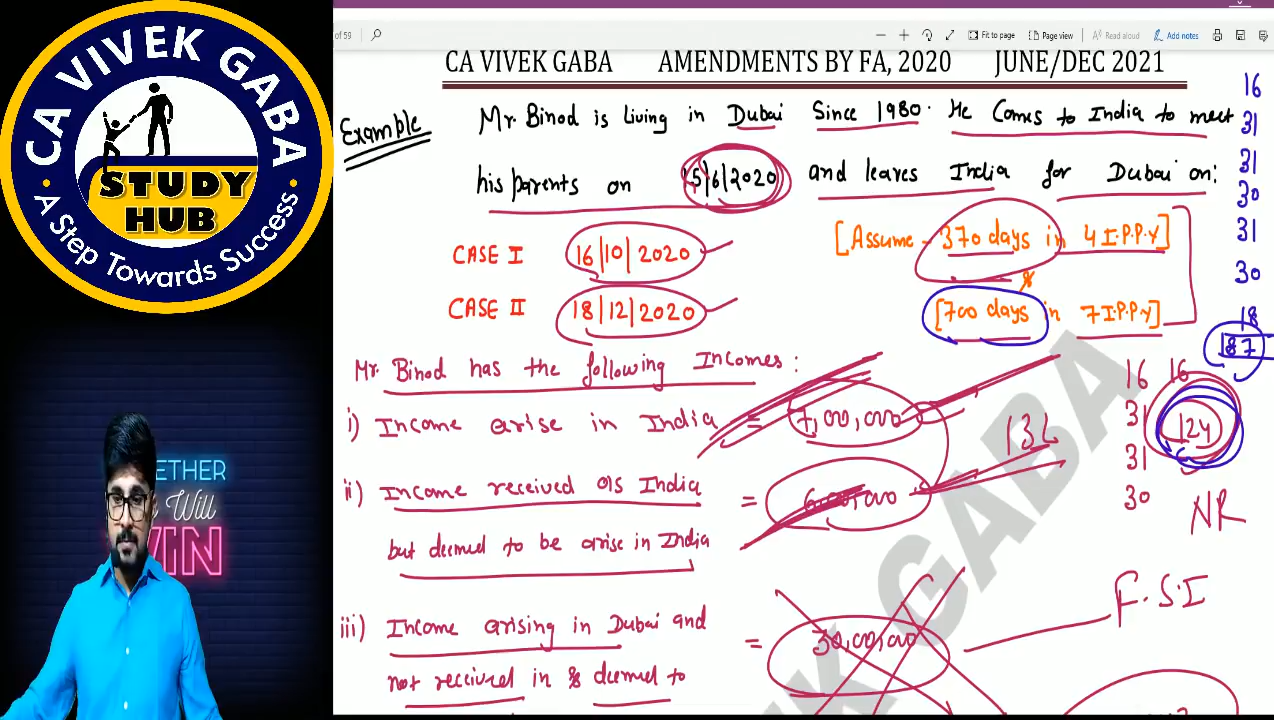 CA VIVEK GABA
STUDY
HUB
A Step Towards Success
ETHER
Will
WIN
of 59
Fit to page
Page view
Read aloud
Add notes
CA VIVEK GABA AMENDMENTS BY FA, 2020 JUNE/DEC 2021
Example Mr Binod is living in Dubai Since 1980. He Comes to India to meet
his parents on 15|6|2020 and leaves India for Dubai on:
CASE I 16|10|2020 [Assume - 370 days in 4 I.P.P.Y]
&
CASE II 18|12|2020 [700 days in 7 I.P.P.Y]
16
31
31
30
31
30
18
187
Mr Binod has the following Incomes:
i) Income arise in India = 7,00,000
ii) Income received o/s India = 6,00,000
but deemed to be arise in India
iii) Income arising in Dubai and = 30,00,000
not received in & deemed to
16 16
31
31
30
124
NR
F.S.I
VEK GABA